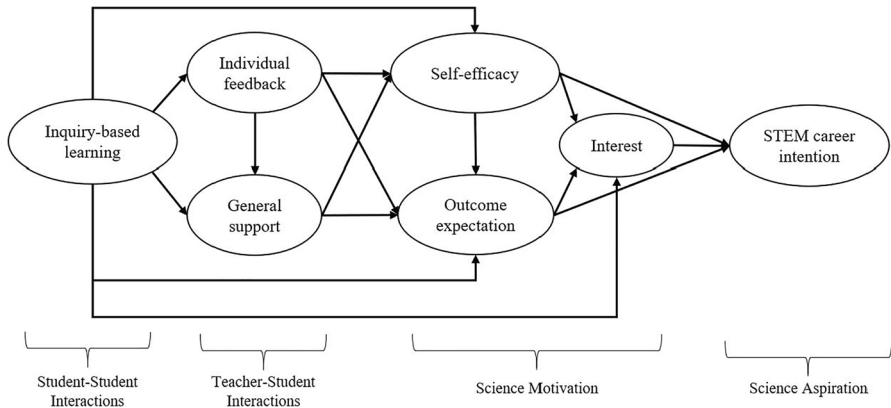 Individual
feedback
Self-efficacy
Inquiry-based
learning
Interest
STEM career
intention
General
support
Outcome
expectation
Student-Student
Interactions
Teacher-Student
Interactions
Science Motivation
Science Aspiration